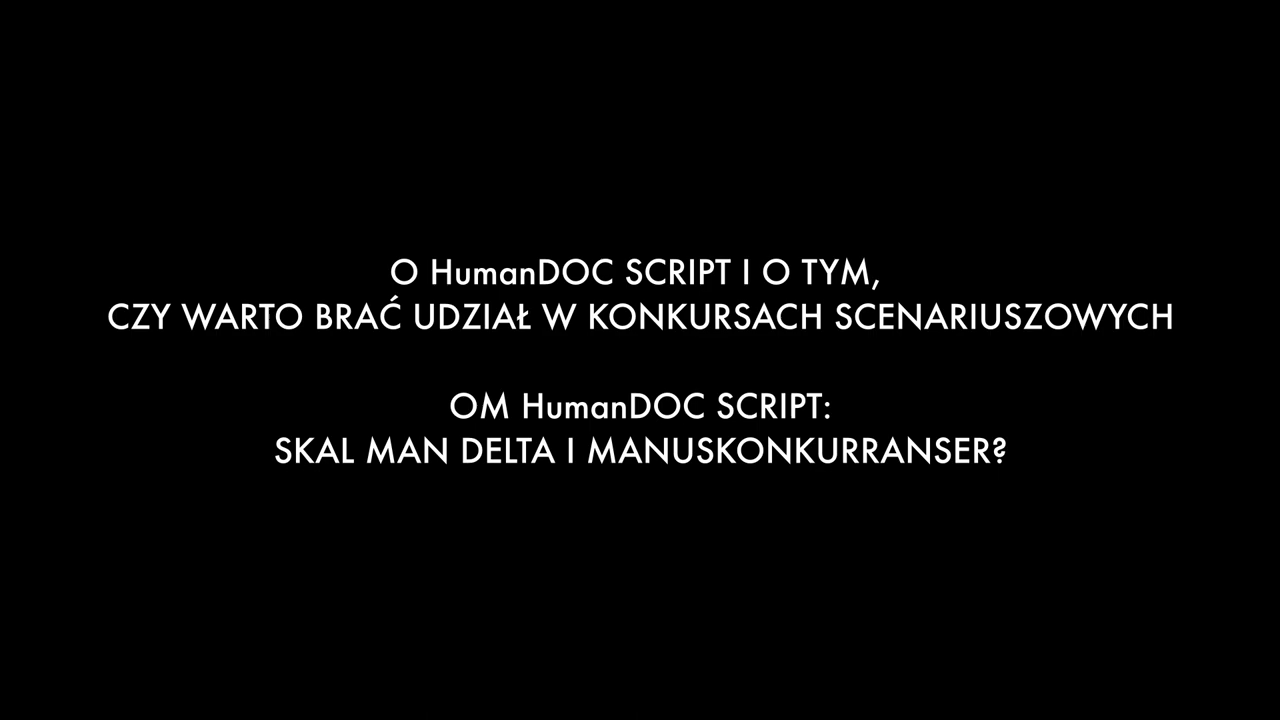 O HumanDOC SCRIPT I O TYM,
CZY WARTO BRAĆ UDZIAŁ W KONKURSACH SCENARIUSZOWYCH
OM HumanDOC SCRIPT:
SKAL MAN DELTA I MANUSKONKURRANSER?